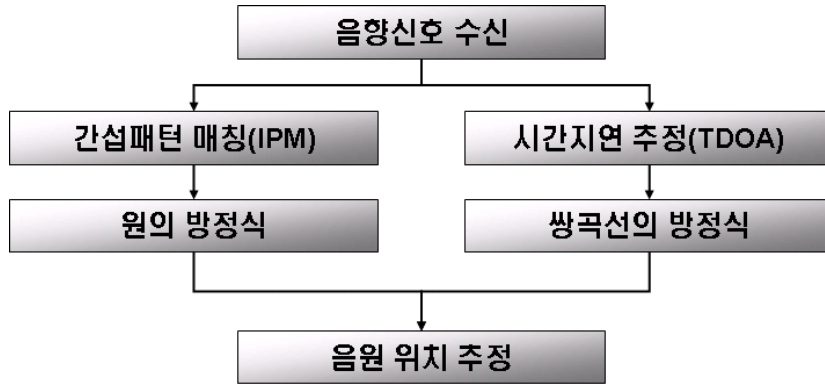 음향신호 수신
간섭패턴 매칭(IPM)
시간지연 추정(TDOA)
원의 방정식
쌍곡선의 방정식
음원 위치 추정